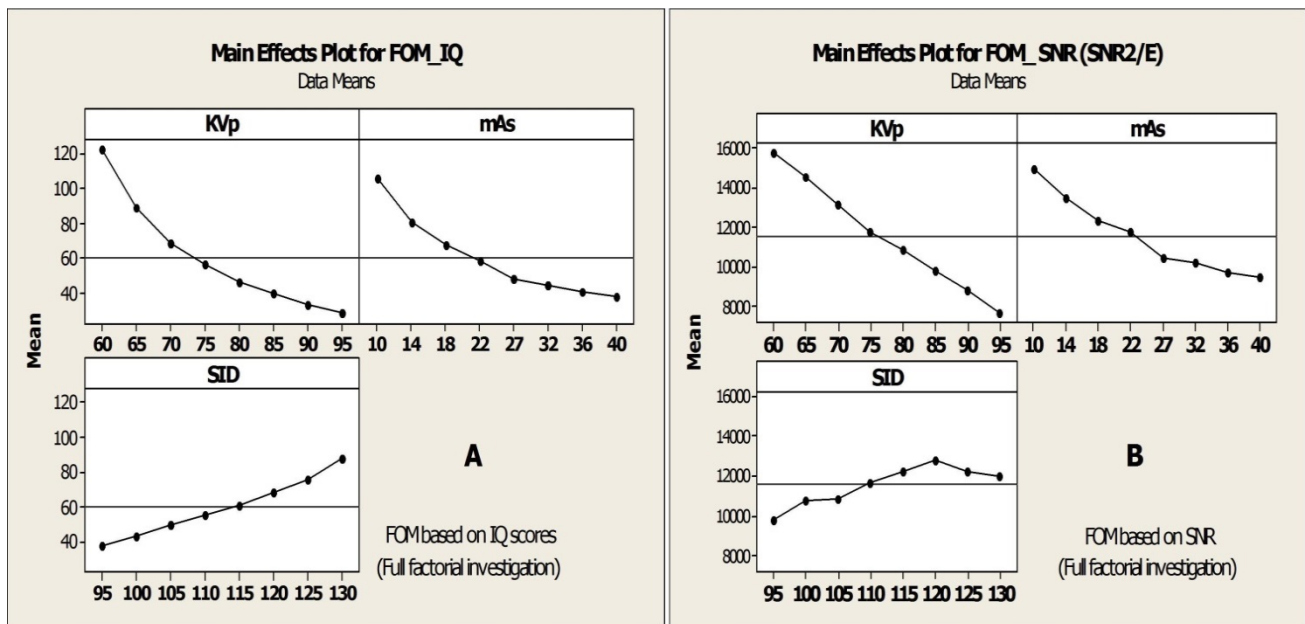 Main Effects Plot for FOM_IQ
Data Means
KVp mAs
120
100
80
60
40
60 65 70 75 80 85 90 95 10 14 18 22 27 32 36 40
Mean
SID
120
100
80
60
40
95 100 105 110 115 120 125 130
A
FOM based on IQ scores
(Full factorial investigation)
Main Effects Plot for FOM_ SNR (SNR2/E)
Data Means
KVp mAs
16000
14000
12000
10000
8000
60 65 70 75 80 85 90 95 10 14 18 22 27 32 36 40
Mean
SID
16000
14000
12000
10000
8000
95 100 105 110 115 120 125 130
B
FOM based on SNR
(Full factorial investigation)